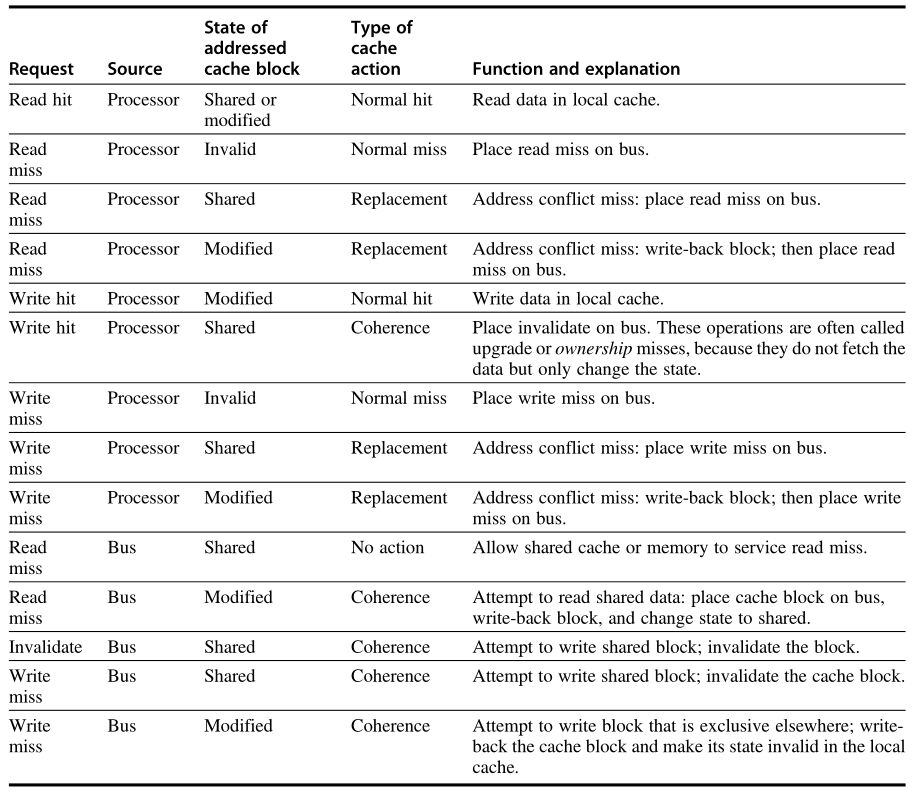 Request Source State of addressed cache block Type of cache action Function and explanation
Read hit Processor Shared or modified Normal hit Read data in local cache.
Read miss Processor Invalid Normal miss Place read miss on bus.
Read miss Processor Shared Replacement Address conflict miss: place read miss on bus.
Read miss Processor Modified Replacement Address conflict miss: write-back block; then place read miss on bus.
Write hit Processor Modified Normal hit Write data in local cache.
Write hit Processor Shared Coherence Place invalidate on bus. These operations are often called upgrade or ownership misses, because they do not fetch the data but only change the state.
Write miss Processor Invalid Normal miss Place write miss on bus.
Write miss Processor Shared Replacement Address conflict miss: place write miss on bus.
Write miss Processor Modified Replacement Address conflict miss: write-back block; then place write miss on bus.
Read miss Bus Shared No action Allow shared cache or memory to service read miss.
Read miss Bus Modified Coherence Attempt to read shared data: place cache block on bus, write-back block, and change state to shared.
Invalidate Bus Shared Coherence Attempt to write shared block; invalidate the block.
Write miss Bus Shared Coherence Attempt to write shared block; invalidate the cache block.
Write miss Bus Modified Coherence Attempt to write block that is exclusive elsewhere; write-back the cache block and make its state invalid in the local cache.